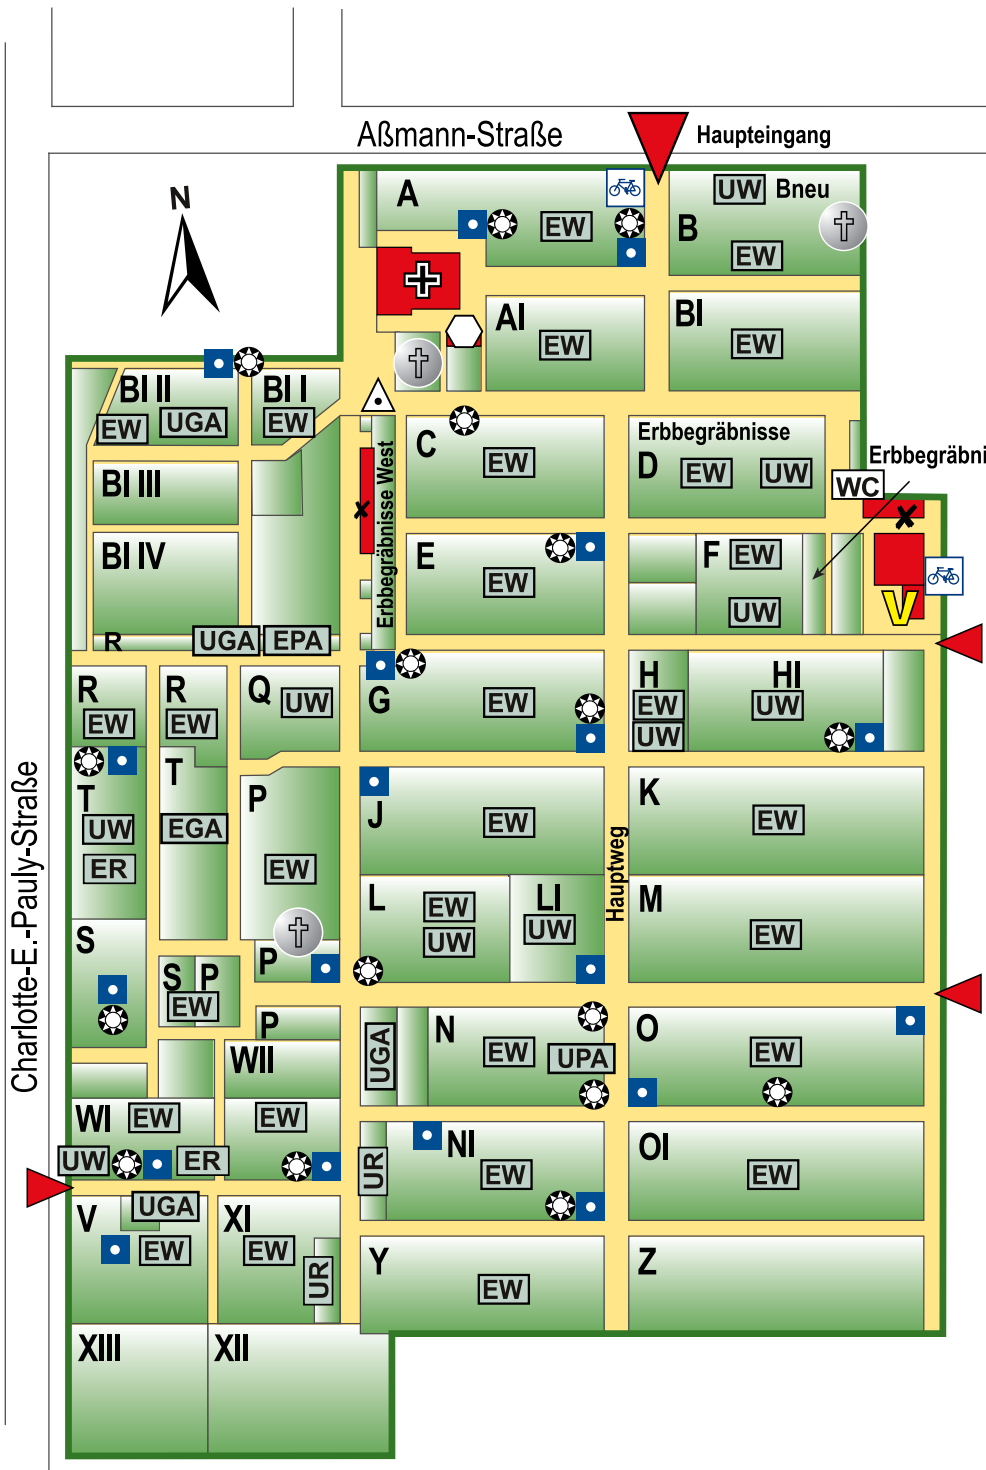 Aßmann-Straße
Haupteingang
N
A
EW
UW
Bneu
B
EW
AI
EW
BI
EW
BI II
EW
UGA
BI I
EW
C
EW
Erbbegräbnisse
D
EW
UW
Erbbegräbni
WC
BI III
Erbbegräbnisse West
BI IV
E
EW
F
EW
UW
V
R
UGA
EPA
R
EW
R
EW
Q
UW
G
EW
H
EW
UW
HI
UW
T
UW
ER
T
EGA
P
EW
J
EW
Hauptweg
K
EW
Charlotte-E.-Pauly-Straße
S
P
L
EW
UW
LI
UW
M
EW
S
P
EW
P
UGA
N
EW
UPA
O
EW
WII
EW
WI
EW
UW
ER
UR
NI
EW
OI
EW
V
UGA
EW
XI
EW
UR
Y
EW
Z
XIII
XII